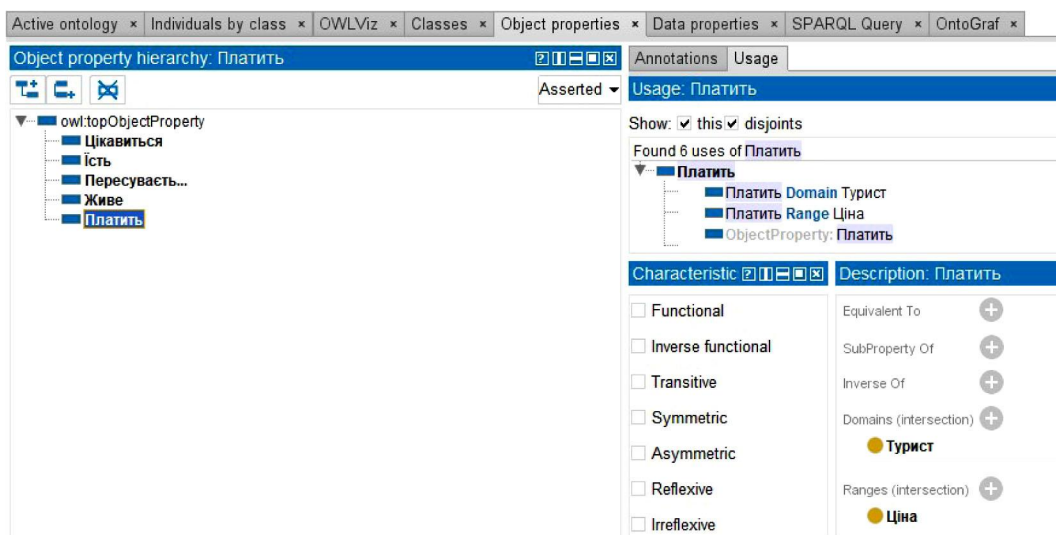 Active ontology × Individuals by class × OWLViz × Classes × Object properties × Data properties × SPARQL Query × OntoGraf ×
Object property hierarchy: Платить
Asserted
owl:topObjectProperty
Цікавиться
Їсть
Пересуваєть...
Живе
Платить
Annotations Usage
Usage: Платить
Show: this disjoints
Found 6 uses of Платить
Платить
Платить Domain Турист
Платить Range Ціна
ObjectProperty: Платить
Characteristic
Functional
Inverse functional
Transitive
Symmetric
Asymmetric
Reflexive
Irreflexive
Description: Платить
Equivalent To
SubProperty Of
Inverse Of
Domains (intersection)
Турист
Ranges (intersection)
Ціна